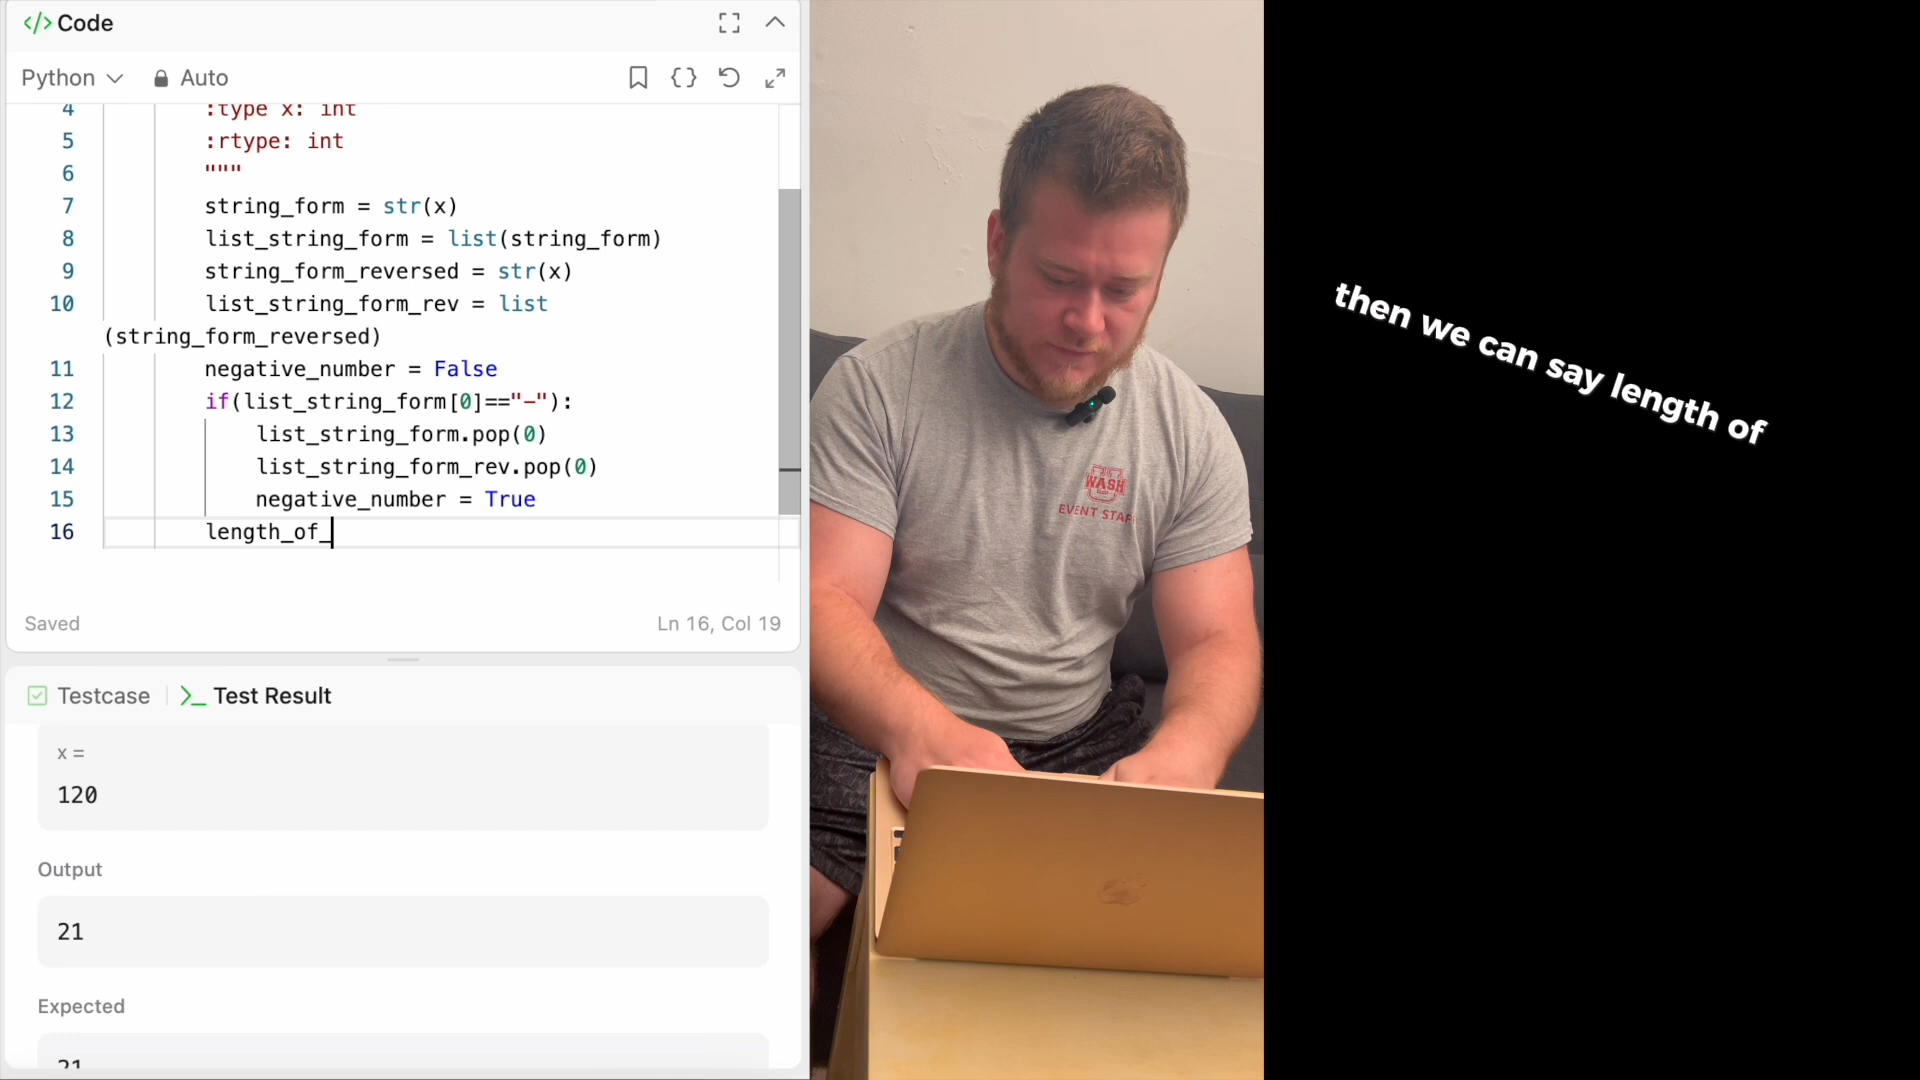 </> Code
Python Auto
4 :type x: int
5 :rtype: int
6 """
7 string_form = str(x)
8 list_string_form = list(string_form)
9 string_form_reversed = str(x)
10 list_string_form_rev = list
(string_form_reversed)
11 negative_number = False
12 if(list_string_form[0]=="-"):
13 list_string_form.pop(0)
14 list_string_form_rev.pop(0)
15 negative_number = True
16 length_of_
Saved Ln 16, Col 19
Testcase >_ Test Result
x =
120
Output
21
Expected
21
WASH
EVENT STAF
then we can say length of